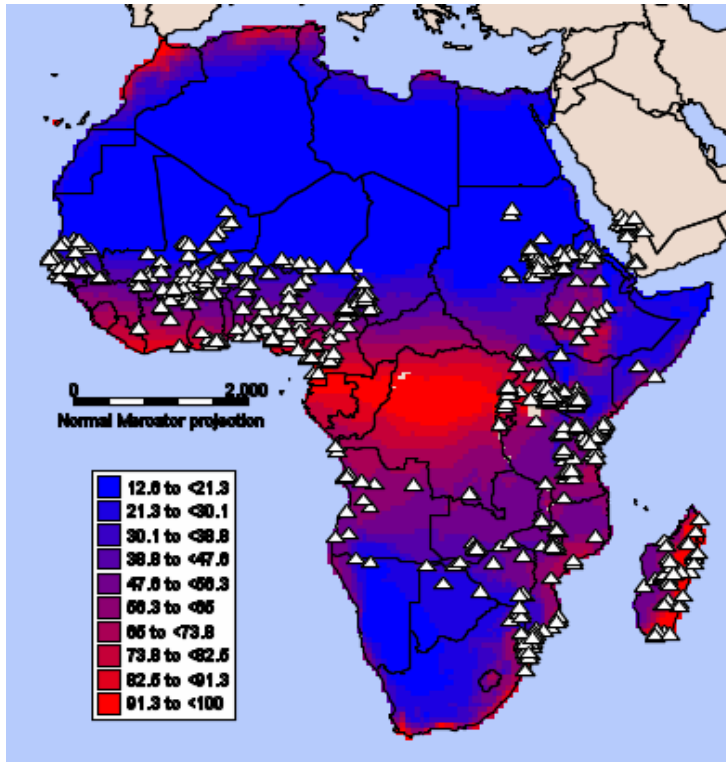 0 2,000
Normal Mercator projection
12.6 to <21.3
21.3 to <30.1
30.1 to <38.8
38.8 to <47.6
47.6 to <56.3
56.3 to <65
65 to <73.8
73.8 to <82.5
82.5 to <91.3
91.3 to <100